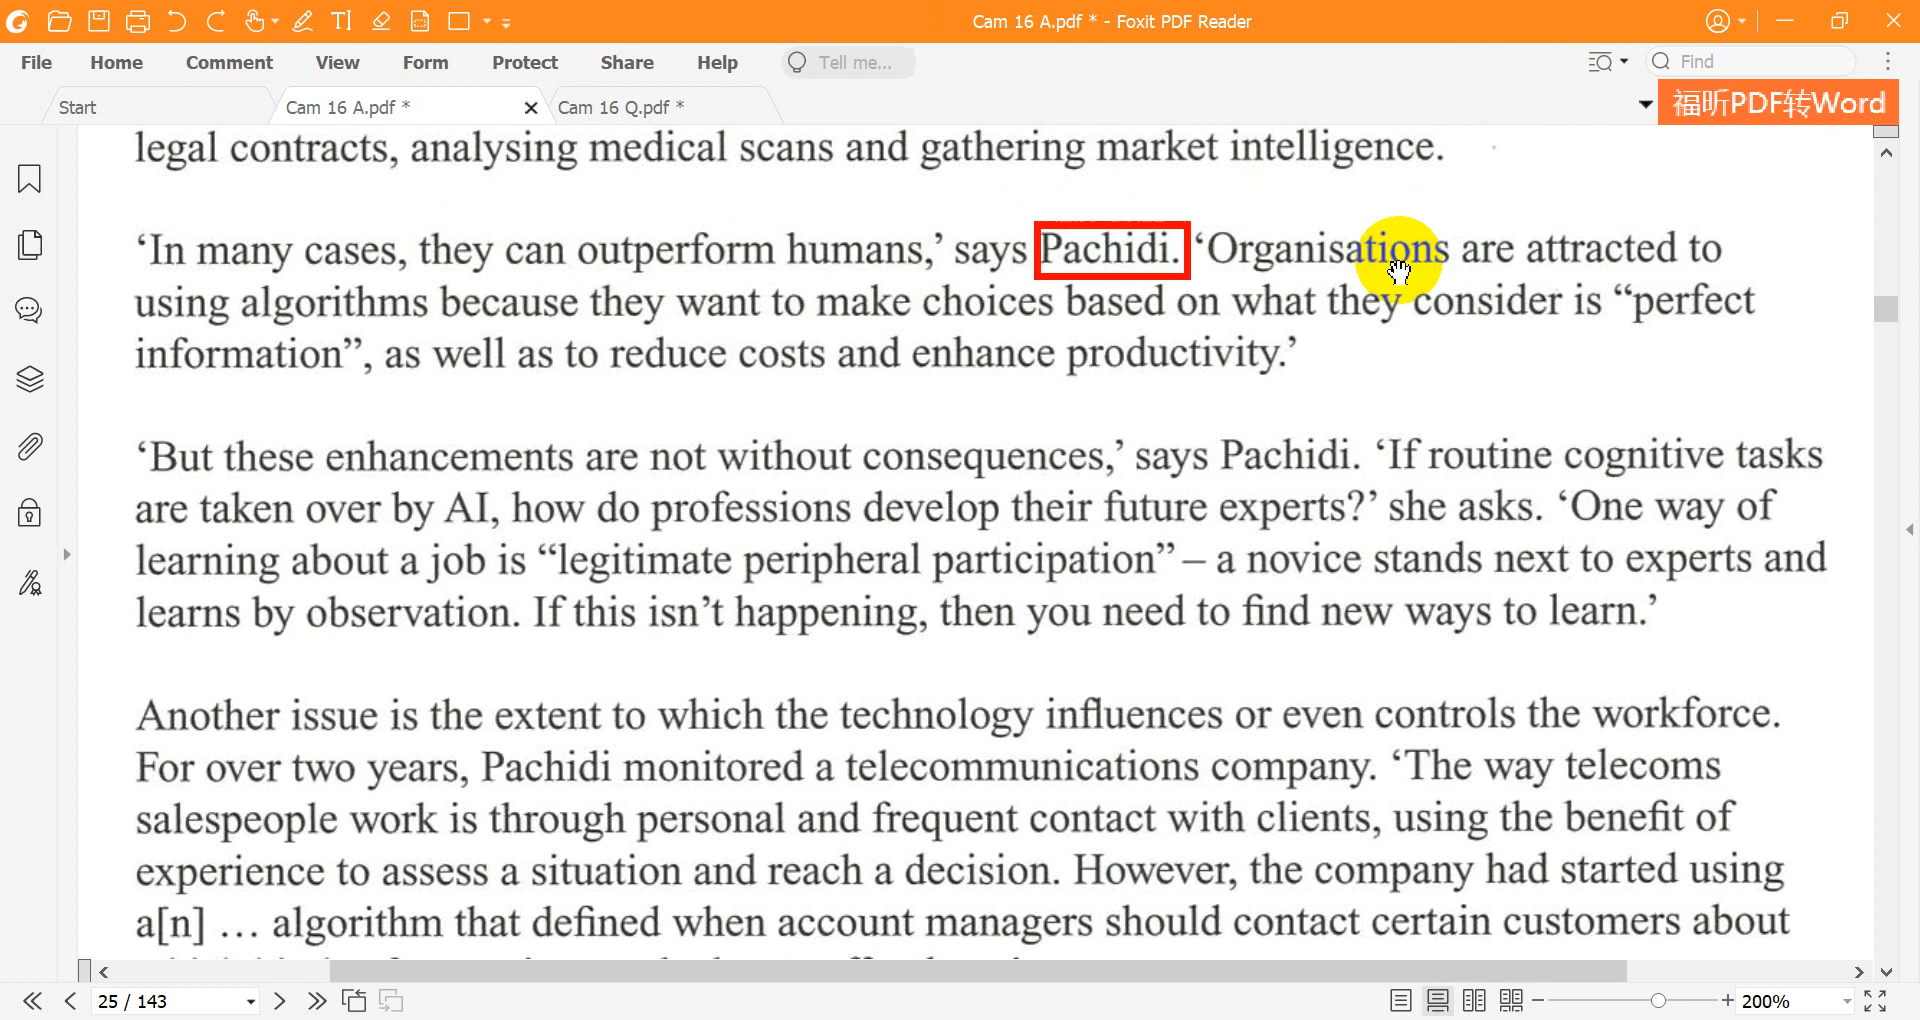 Cam 16 A.pdf * - Foxit PDF Reader
File Home Comment View Form Protect Share Help Tell me... Find
Start Cam 16 A.pdf * Cam 16 Q.pdf * 福昕PDF转Word
legal contracts, analysing medical scans and gathering market intelligence.
‘In many cases, they can outperform humans,’ says Pachidi. ‘Organisations are attracted to
using algorithms because they want to make choices based on what they consider is “perfect
information”, as well as to reduce costs and enhance productivity.’
‘But these enhancements are not without consequences,’ says Pachidi. ‘If routine cognitive tasks
are taken over by AI, how do professions develop their future experts?’ she asks. ‘One way of
learning about a job is “legitimate peripheral participation” – a novice stands next to experts and
learns by observation. If this isn’t happening, then you need to find new ways to learn.’
Another issue is the extent to which the technology influences or even controls the workforce.
For over two years, Pachidi monitored a telecommunications company. ‘The way telecoms
salespeople work is through personal and frequent contact with clients, using the benefit of
experience to assess a situation and reach a decision. However, the company had started using
a[n] … algorithm that defined when account managers should contact certain customers about
25 / 143 200%